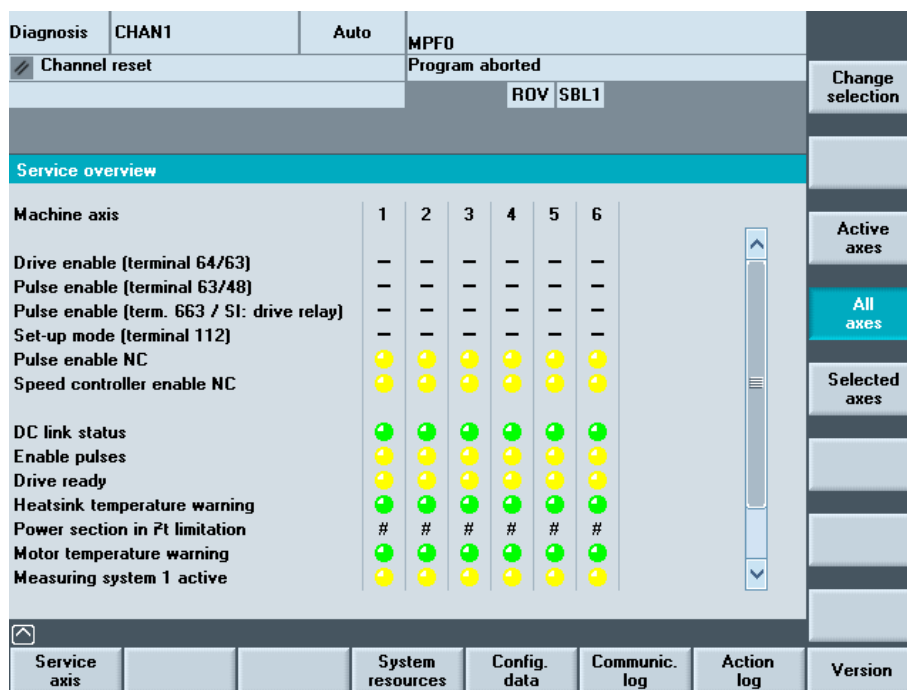 Diagnosis CHAN1 Auto MPF0
Channel reset Program aborted
ROV SBL1
Service overview
Machine axis 1 2 3 4 5 6
Drive enable (terminal 64/63) – – – – – –
Pulse enable (terminal 63/48) – – – – – –
Pulse enable (term. 663 / SI: drive relay) – – – – – –
Set-up mode (terminal 112) – – – – – –
Pulse enable NC
Speed controller enable NC
DC link status
Enable pulses
Drive ready
Heatsink temperature warning
Power section in i²t limitation # # # # # #
Motor temperature warning
Measuring system 1 active
Change
selection
Active
axes
All
axes
Selected
axes
Service
axis
System
resources
Config.
data
Communic.
log
Action
log
Version